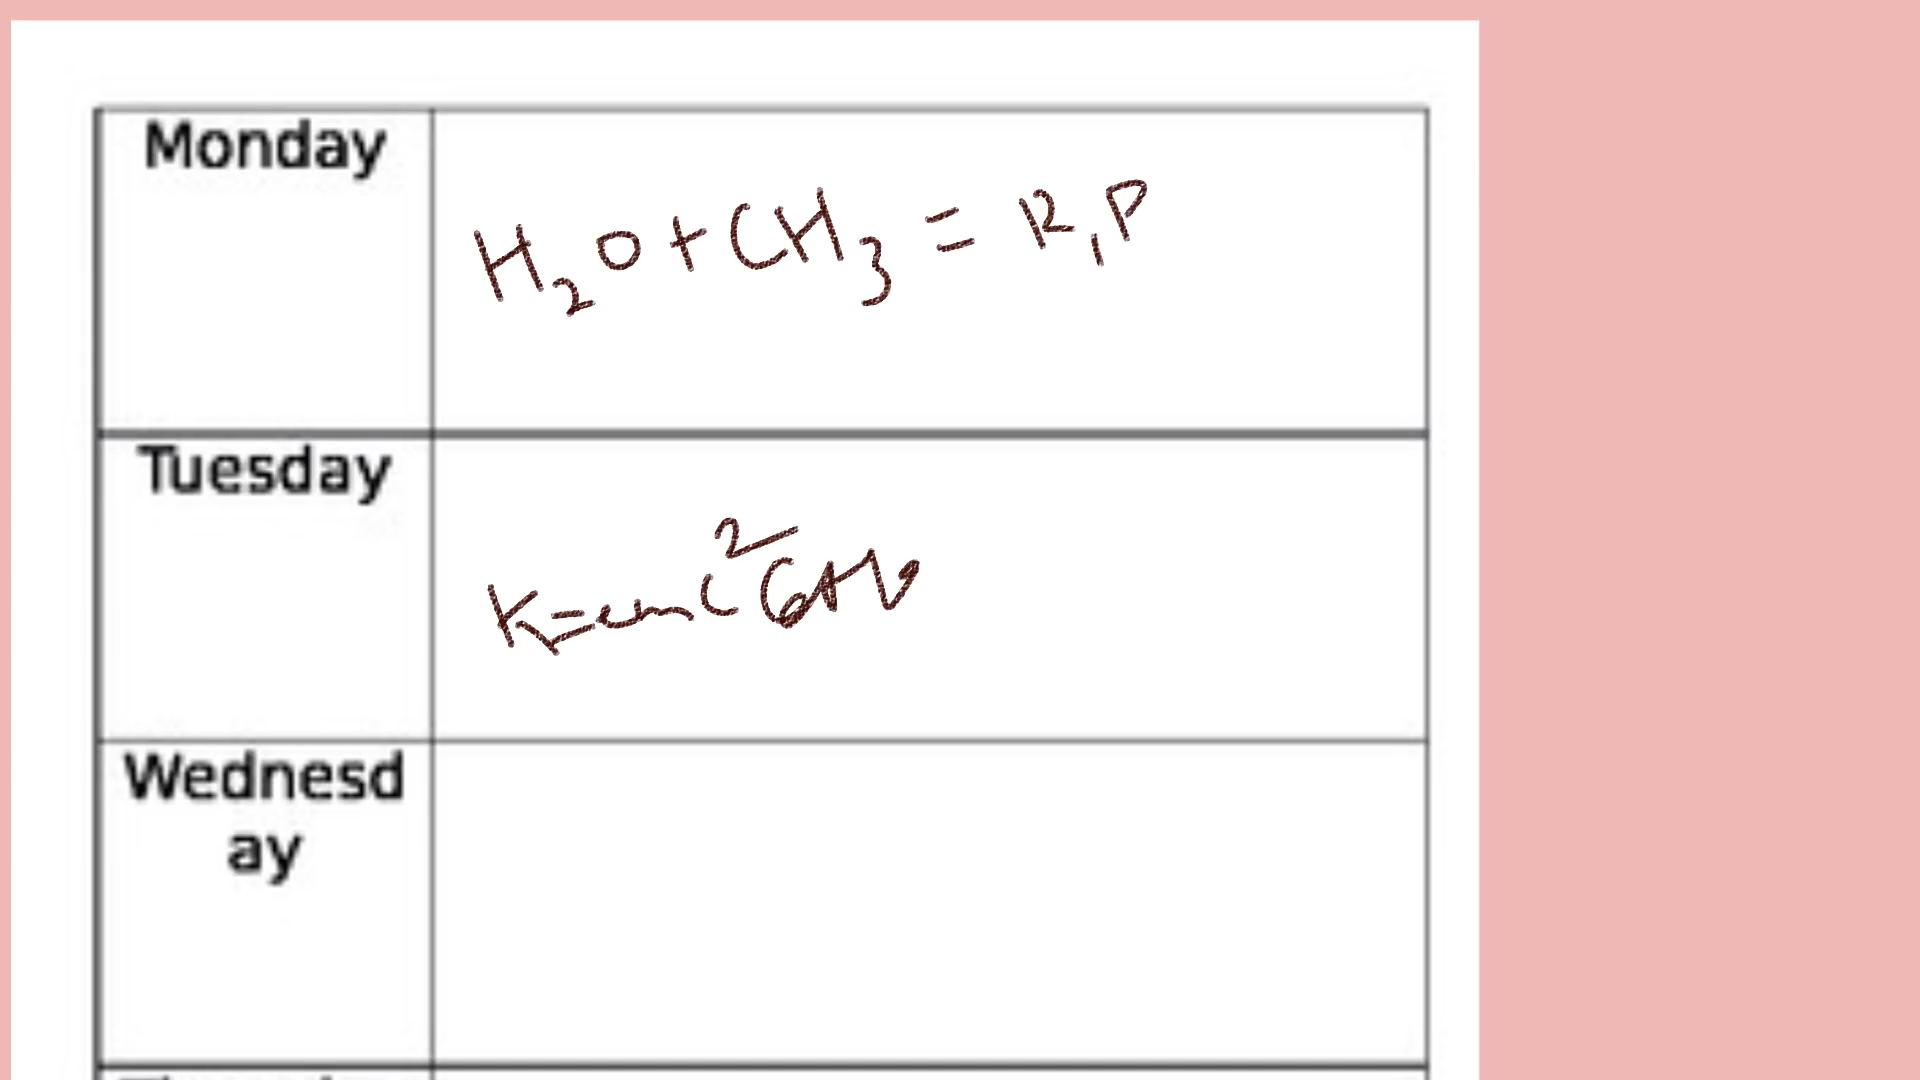 Monday
H₂O+CH₃ = R,P
Tuesday
Wednesd
ay